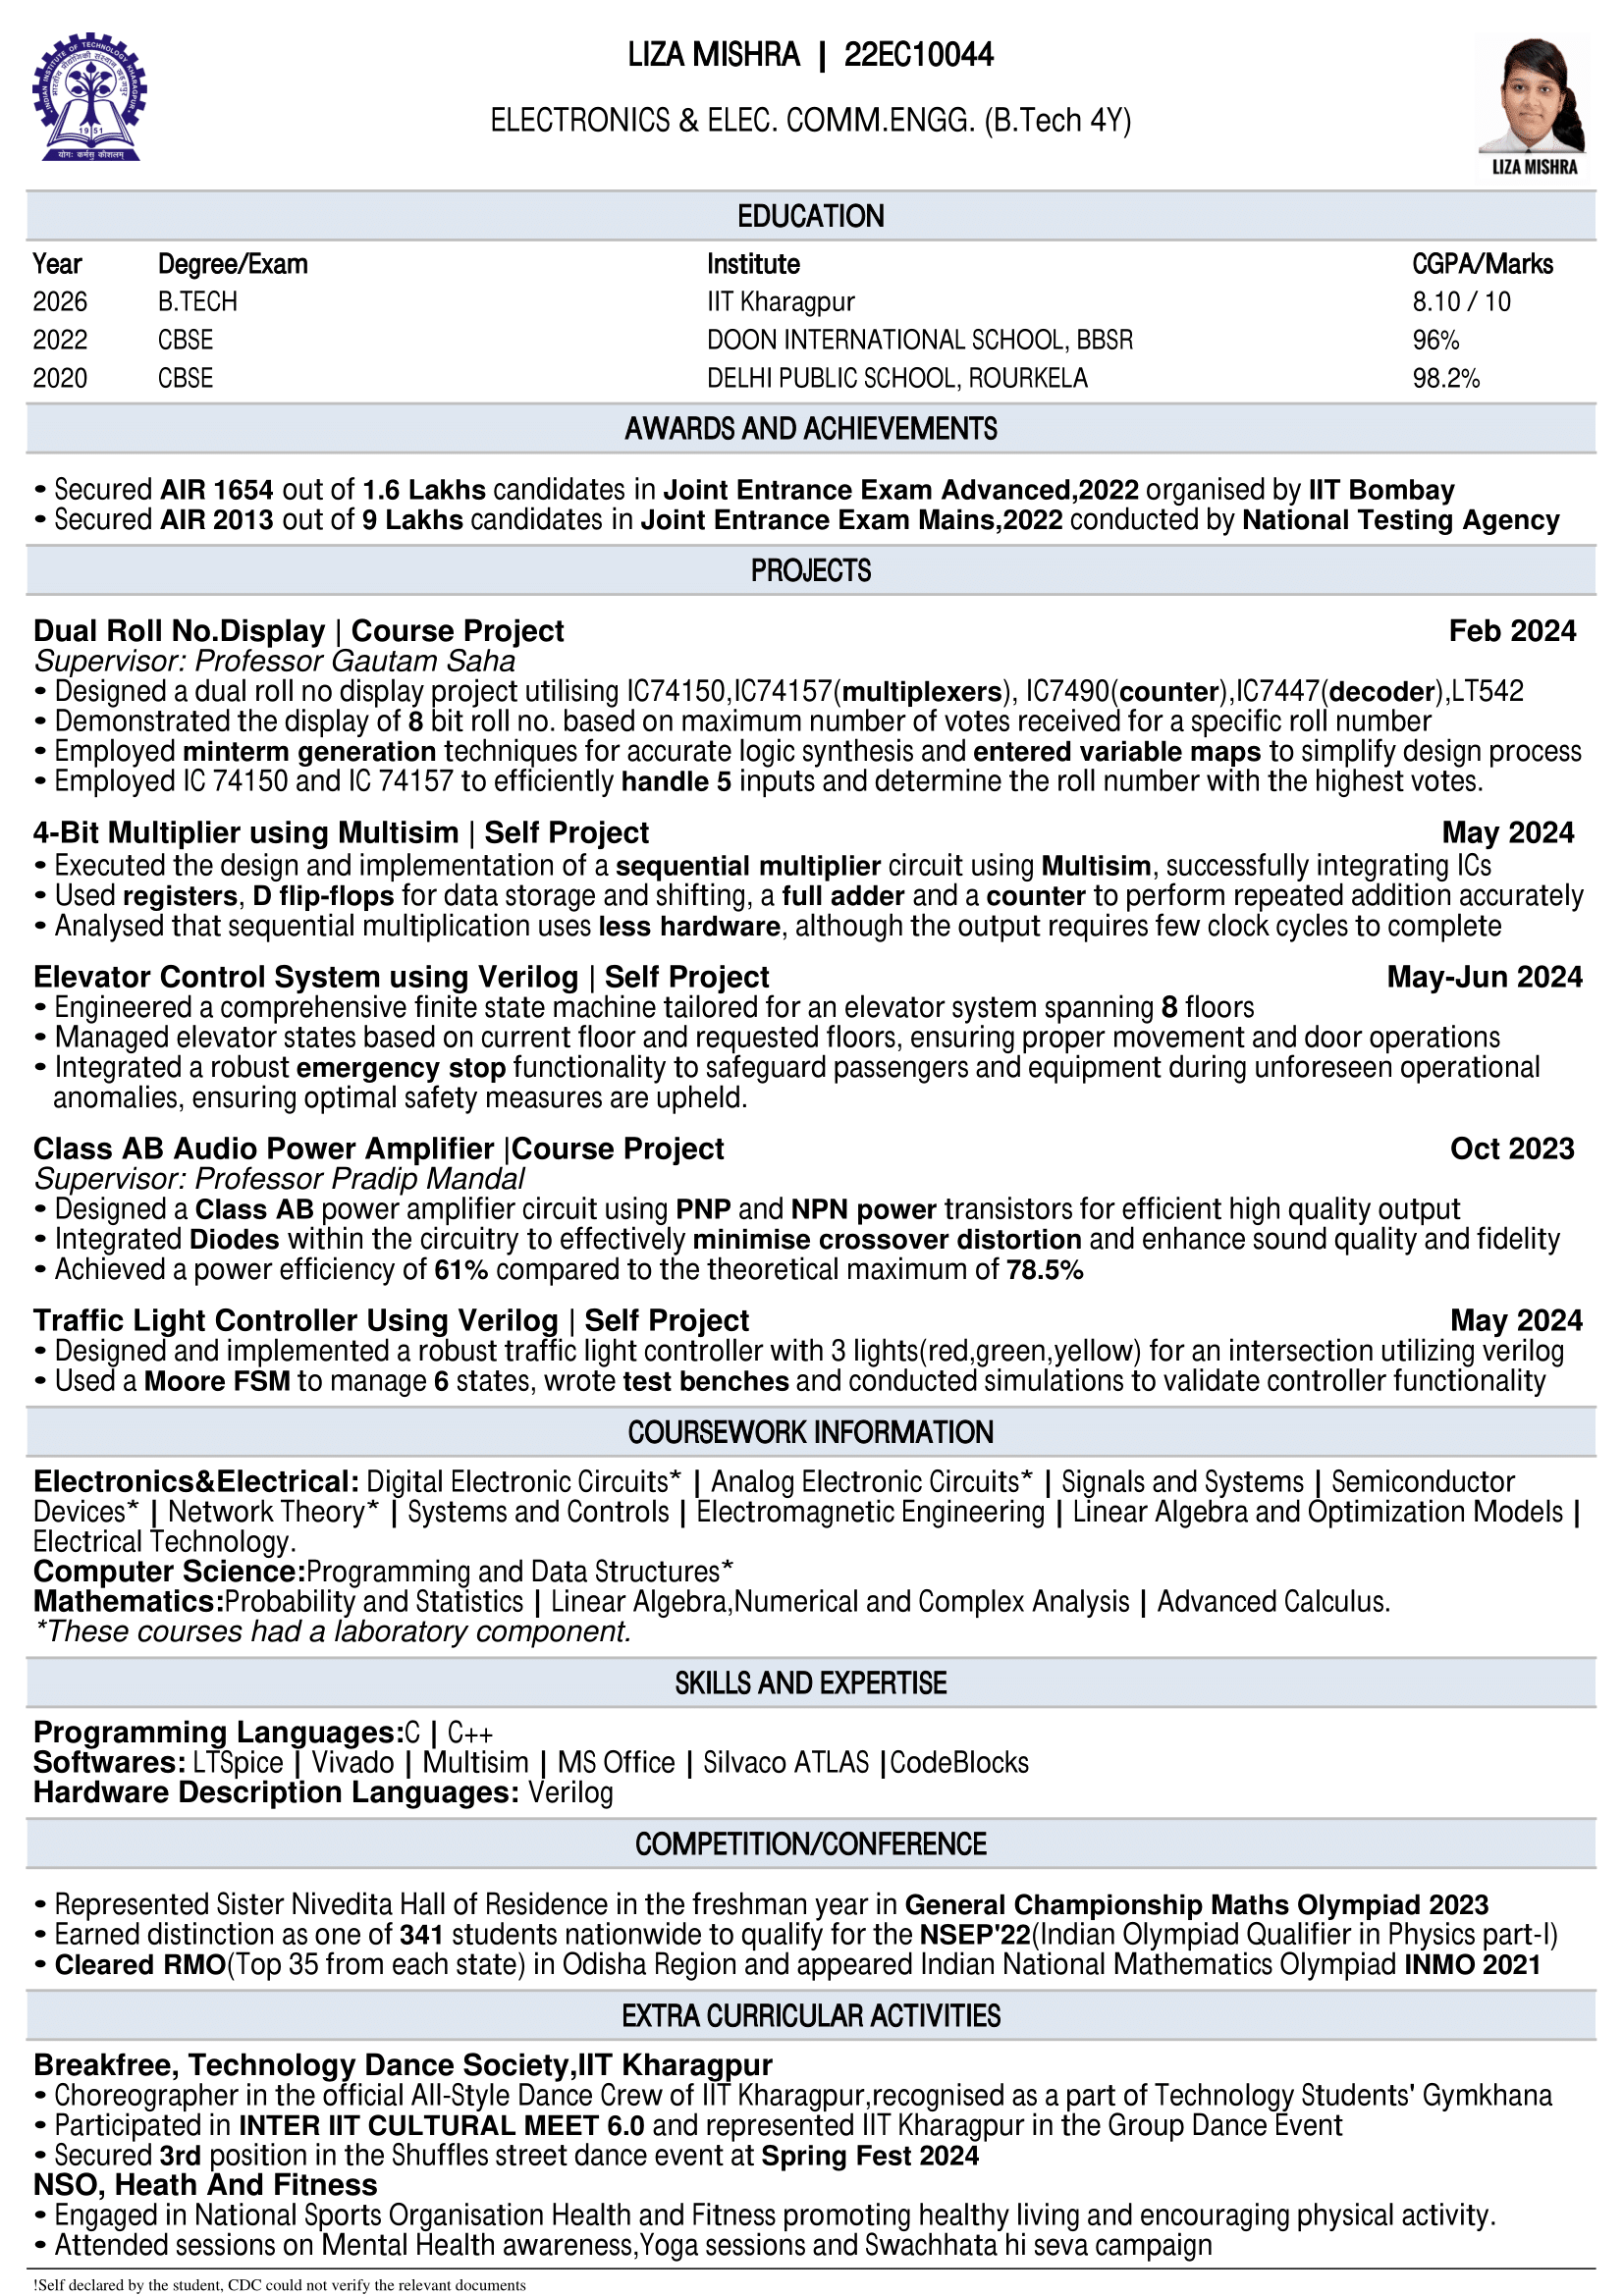 INDIAN INSTITUTE OF TECHNOLOGY KHARAGPUR
भारतीय प्रौद्योगिकी संस्थान खड़गपुर
1951
योगः कर्मसु कौशलम्
LIZA MISHRA | 22EC10044
ELECTRONICS & ELEC. COMM.ENGG. (B.Tech 4Y)
LIZA MISHRA
EDUCATION
Year Degree/Exam Institute CGPA/Marks
2026 B.TECH IIT Kharagpur 8.10 / 10
2022 CBSE DOON INTERNATIONAL SCHOOL, BBSR 96%
2020 CBSE DELHI PUBLIC SCHOOL, ROURKELA 98.2%
AWARDS AND ACHIEVEMENTS
• Secured AIR 1654 out of 1.6 Lakhs candidates in Joint Entrance Exam Advanced,2022 organised by IIT Bombay
• Secured AIR 2013 out of 9 Lakhs candidates in Joint Entrance Exam Mains,2022 conducted by National Testing Agency
PROJECTS
Dual Roll No.Display | Course Project Feb 2024
Supervisor: Professor Gautam Saha
• Designed a dual roll no display project utilising IC74150,IC74157(multiplexers), IC7490(counter),IC7447(decoder),LT542
• Demonstrated the display of 8 bit roll no. based on maximum number of votes received for a specific roll number
• Employed minterm generation techniques for accurate logic synthesis and entered variable maps to simplify design process
• Employed IC 74150 and IC 74157 to efficiently handle 5 inputs and determine the roll number with the highest votes.
4-Bit Multiplier using Multisim | Self Project May 2024
• Executed the design and implementation of a sequential multiplier circuit using Multisim, successfully integrating ICs
• Used registers, D flip-flops for data storage and shifting, a full adder and a counter to perform repeated addition accurately
• Analysed that sequential multiplication uses less hardware, although the output requires few clock cycles to complete
Elevator Control System using Verilog | Self Project May-Jun 2024
• Engineered a comprehensive finite state machine tailored for an elevator system spanning 8 floors
• Managed elevator states based on current floor and requested floors, ensuring proper movement and door operations
• Integrated a robust emergency stop functionality to safeguard passengers and equipment during unforeseen operational
anomalies, ensuring optimal safety measures are upheld.
Class AB Audio Power Amplifier |Course Project Oct 2023
Supervisor: Professor Pradip Mandal
• Designed a Class AB power amplifier circuit using PNP and NPN power transistors for efficient high quality output
• Integrated Diodes within the circuitry to effectively minimise crossover distortion and enhance sound quality and fidelity
• Achieved a power efficiency of 61% compared to the theoretical maximum of 78.5%
Traffic Light Controller Using Verilog | Self Project May 2024
• Designed and implemented a robust traffic light controller with 3 lights(red,green,yellow) for an intersection utilizing verilog
• Used a Moore FSM to manage 6 states, wrote test benches and conducted simulations to validate controller functionality
COURSEWORK INFORMATION
Electronics&Electrical: Digital Electronic Circuits* | Analog Electronic Circuits* | Signals and Systems | Semiconductor
Devices* | Network Theory* | Systems and Controls | Electromagnetic Engineering | Linear Algebra and Optimization Models |
Electrical Technology.
Computer Science:Programming and Data Structures*
Mathematics:Probability and Statistics | Linear Algebra,Numerical and Complex Analysis | Advanced Calculus.
*These courses had a laboratory component.
SKILLS AND EXPERTISE
Programming Languages:C | C++
Softwares: LTSpice | Vivado | Multisim | MS Office | Silvaco ATLAS |CodeBlocks
Hardware Description Languages: Verilog
COMPETITION/CONFERENCE
• Represented Sister Nivedita Hall of Residence in the freshman year in General Championship Maths Olympiad 2023
• Earned distinction as one of 341 students nationwide to qualify for the NSEP'22(Indian Olympiad Qualifier in Physics part-I)
• Cleared RMO(Top 35 from each state) in Odisha Region and appeared Indian National Mathematics Olympiad INMO 2021
EXTRA CURRICULAR ACTIVITIES
Breakfree, Technology Dance Society,IIT Kharagpur
• Choreographer in the official All-Style Dance Crew of IIT Kharagpur,recognised as a part of Technology Students' Gymkhana
• Participated in INTER IIT CULTURAL MEET 6.0 and represented IIT Kharagpur in the Group Dance Event
• Secured 3rd position in the Shuffles street dance event at Spring Fest 2024
NSO, Heath And Fitness
• Engaged in National Sports Organisation Health and Fitness promoting healthy living and encouraging physical activity.
• Attended sessions on Mental Health awareness,Yoga sessions and Swachhata hi seva campaign
!Self declared by the student, CDC could not verify the relevant documents